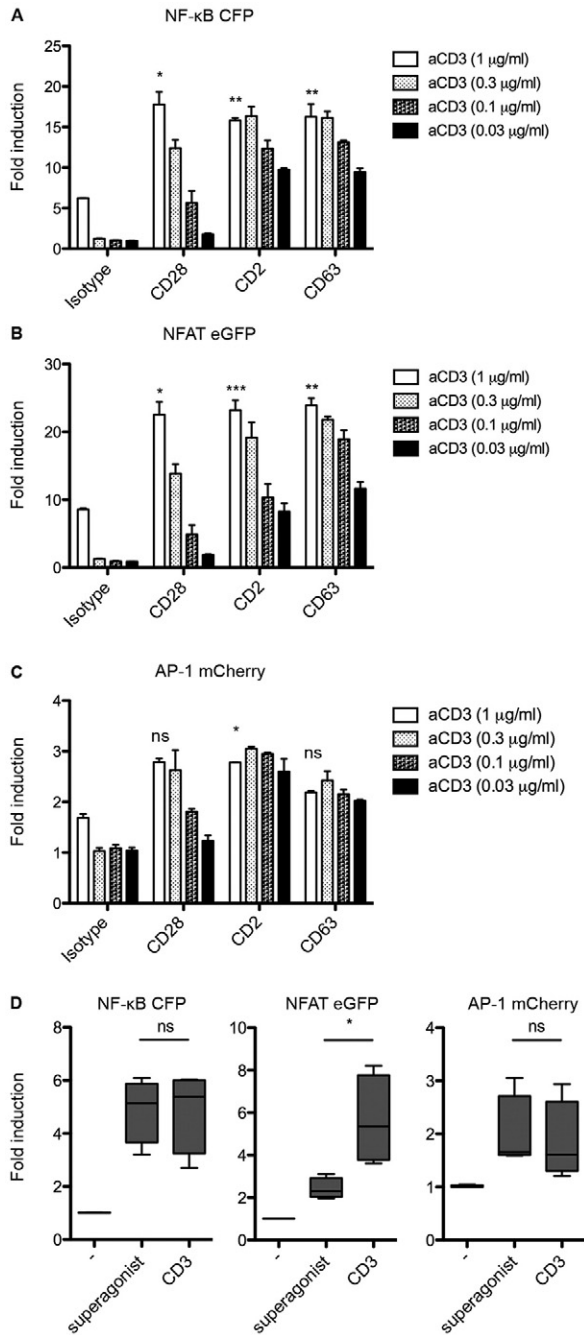 A
NF-κB CFP
Fold induction
25
20
15
10
5
0
*
**
**
Isotype
CD28
CD2
CD63
aCD3 (1 μg/ml)
aCD3 (0.3 μg/ml)
aCD3 (0.1 μg/ml)
aCD3 (0.03 μg/ml)
B
NFAT eGFP
Fold induction
30
20
10
0
*
***
**
Isotype
CD28
CD2
CD63
aCD3 (1 μg/ml)
aCD3 (0.3 μg/ml)
aCD3 (0.1 μg/ml)
aCD3 (0.03 μg/ml)
C
AP-1 mCherry
Fold induction
4
3
2
1
0
ns
*
ns
Isotype
CD28
CD2
CD63
aCD3 (1 μg/ml)
aCD3 (0.3 μg/ml)
aCD3 (0.1 μg/ml)
aCD3 (0.03 μg/ml)
D
NF-κB CFP
Fold induction
8
6
4
2
0
ns
-
superagonist
CD3
NFAT eGFP
10
8
6
4
2
0
*
-
superagonist
CD3
AP-1 mCherry
4
3
2
1
0
ns
-
superagonist
CD3